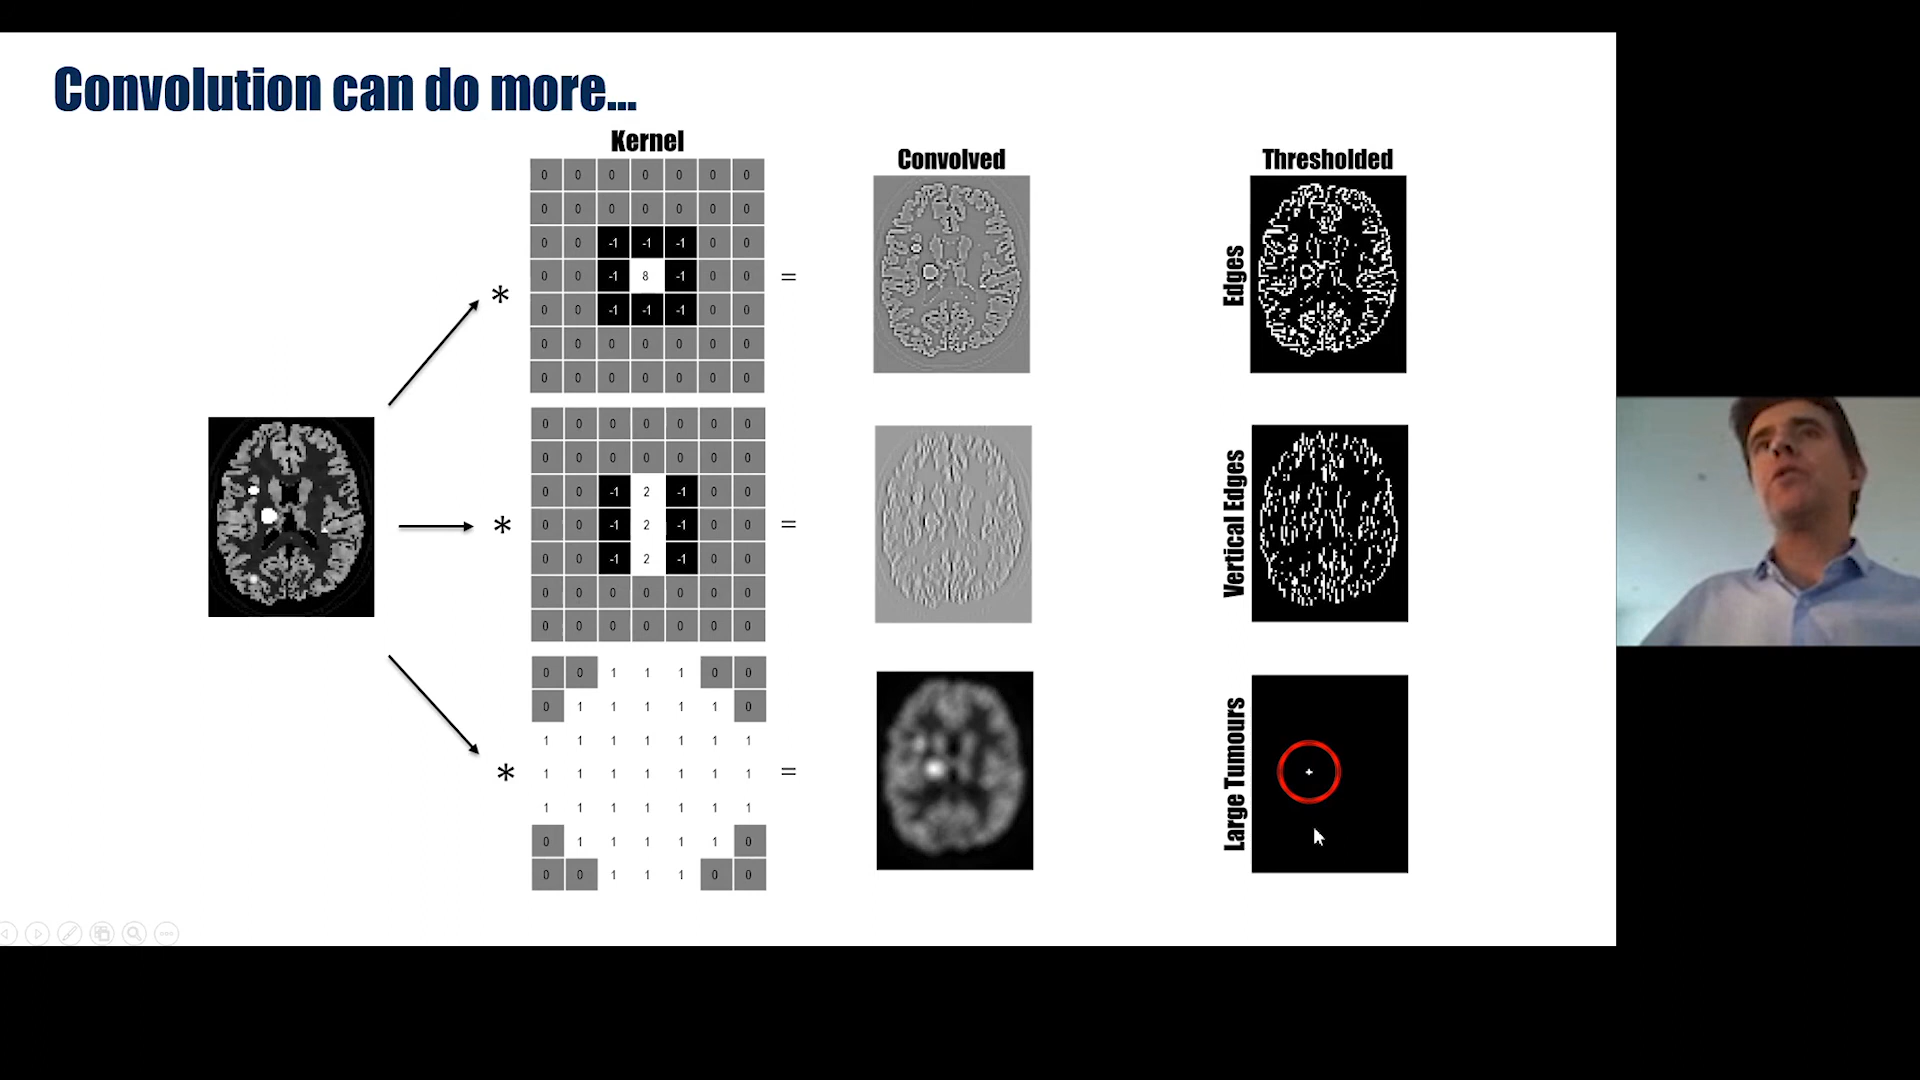 Convolution can do more...
Kernel
Convolved
Thresholded
0 0 0 0 0 0 0
0 0 0 0 0 0 0
0 0 -1 -1 -1 0 0
* 0 0 -1 8 -1 0 0 =
0 0 -1 -1 -1 0 0
0 0 0 0 0 0 0
0 0 0 0 0 0 0
Edges
0 0 0 0 0 0 0
0 0 0 0 0 0 0
0 0 -1 2 -1 0 0
* 0 0 -1 2 -1 0 0 =
0 0 -1 2 -1 0 0
0 0 0 0 0 0 0
0 0 0 0 0 0 0
Vertical Edges
0 0 1 1 1 0 0
0 1 1 1 1 1 0
1 1 1 1 1 1 1
* 1 1 1 1 1 1 1 =
1 1 1 1 1 1 1
0 1 1 1 1 1 0
0 0 1 1 1 0 0
Large Tumours